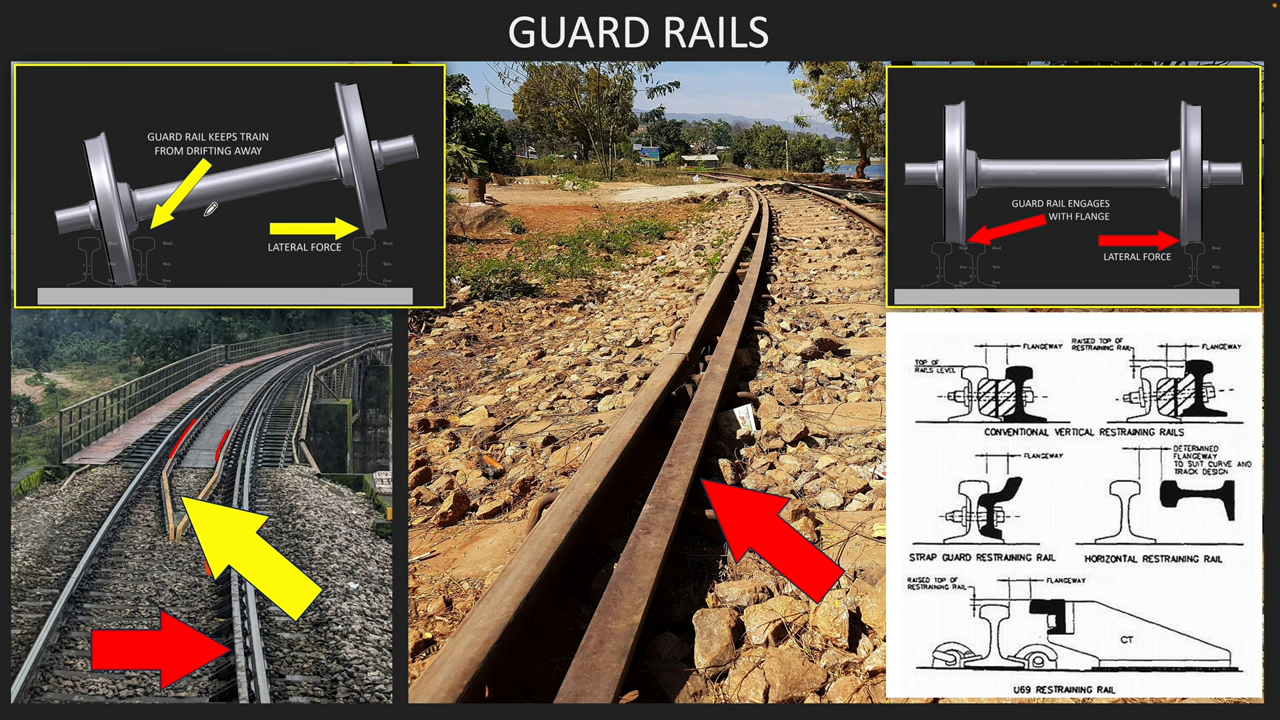 GUARD RAILS
GUARD RAIL KEEPS TRAIN
FROM DRIFTING AWAY
LATERAL FORCE
GUARD RAIL ENGAGES
WITH FLANGE
LATERAL FORCE
Head
Web
Foot
RAISED TOP OF
RESTRAINING RAIL
FLANGEWAY
FLANGEWAY
TOP OF
RAILS LEVEL
CONVENTIONAL VERTICAL RESTRAINING RAILS
FLANGEWAY
DETERMINED
FLANGEWAY
TO SUIT CURVE AND
TRACK DESIGN
STRAP GUARD RESTRAINING RAIL
HORIZONTAL RESTRAINING RAIL
RAISED TOP OF
RESTRAINING RAIL
FLANGEWAY
CT
U69 RESTRAINING RAIL